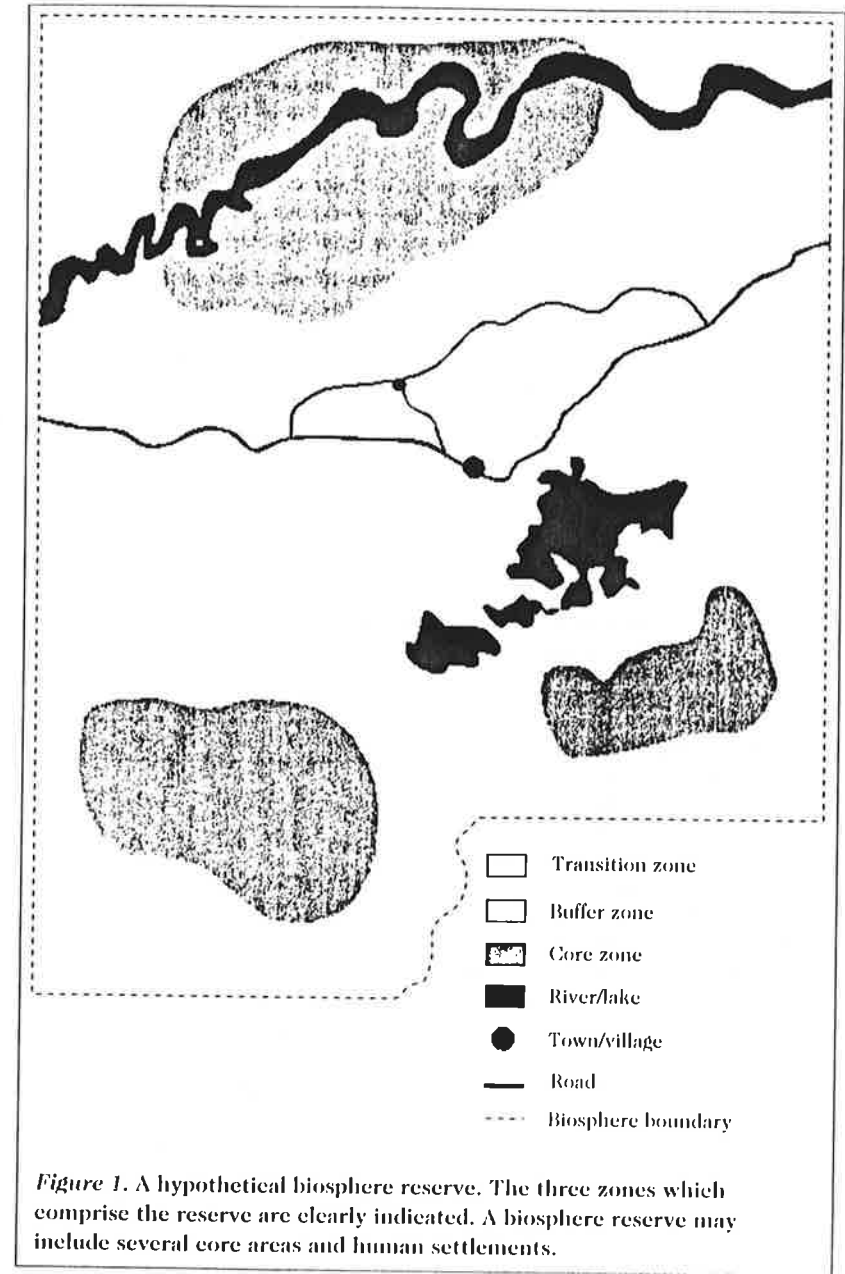 Transition zone
Buffer zone
Core zone
River/lake
Town/village
Road
Biosphere boundary
Figure 1. A hypothetical biosphere reserve. The three zones which
comprise the reserve are clearly indicated. A biosphere reserve may
include several core areas and human settlements.